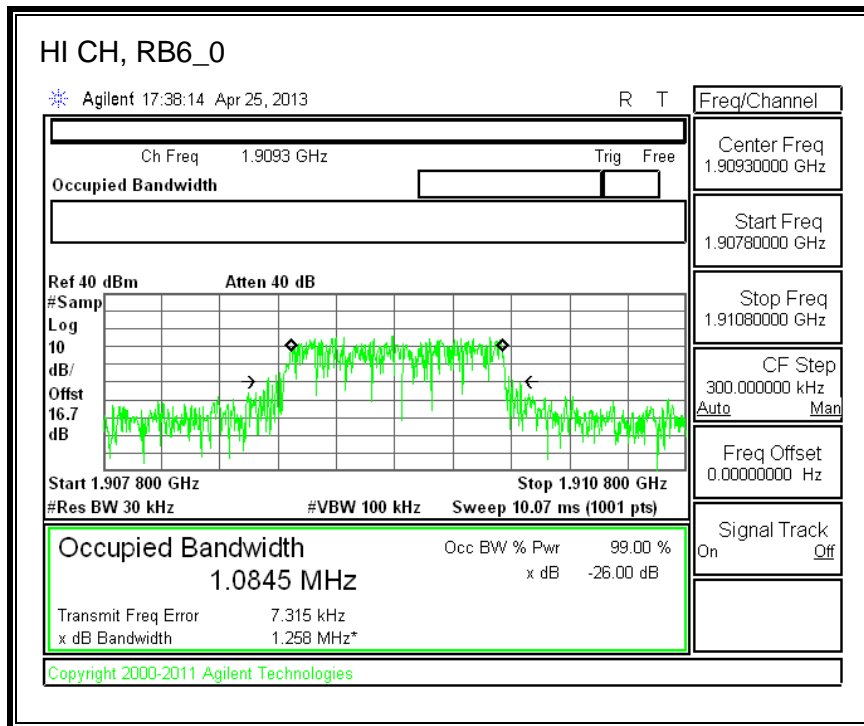 HI CH, RB6_0
Agilent 17:38:14 Apr 25, 2013 R T
Freq/Channel
Ch Freq 1.9093 GHz Trig Free
Occupied Bandwidth
Center Freq
1.90930000 GHz
Start Freq
1.90780000 GHz
Stop Freq
1.91080000 GHz
CF Step
300.000000 kHz
Auto Man
Freq Offset
0.00000000 Hz
Signal Track
On Off
Ref 40 dBm Atten 40 dB
#Samp
Log
10
dB/
Offst
16.7
dB
Start 1.907 800 GHz Stop 1.910 800 GHz
#Res BW 30 kHz #VBW 100 kHz Sweep 10.07 ms (1001 pts)
Occupied Bandwidth Occ BW % Pwr 99.00 %
1.0845 MHz x dB -26.00 dB
Transmit Freq Error 7.315 kHz
x dB Bandwidth 1.258 MHz*
Copyright 2000-2011 Agilent Technologies